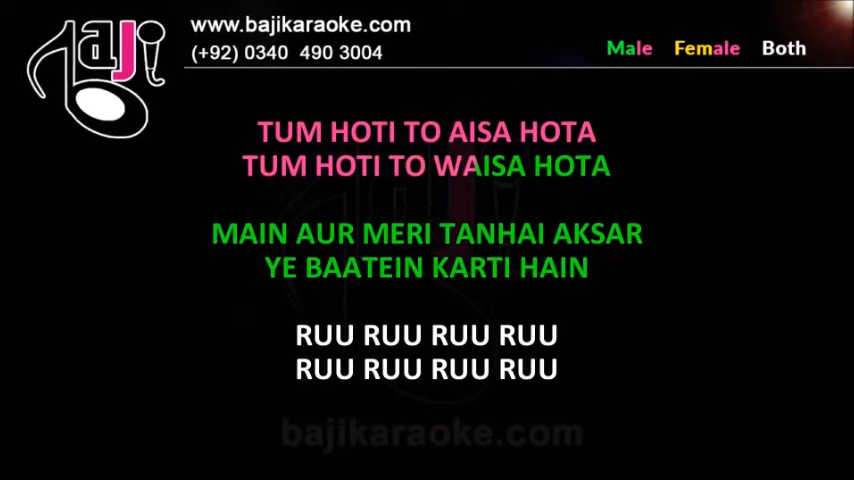 www.bajikaraoke.com
(+92) 0340 490 3004
Baji
Male Female Both
TUM HOTI TO AISA HOTA
TUM HOTI TO WAISA HOTA
MAIN AUR MERI TANHAI AKSAR
YE BAATEIN KARTI HAIN
RUU RUU RUU RUU
RUU RUU RUU RUU
bajikaraoke.com